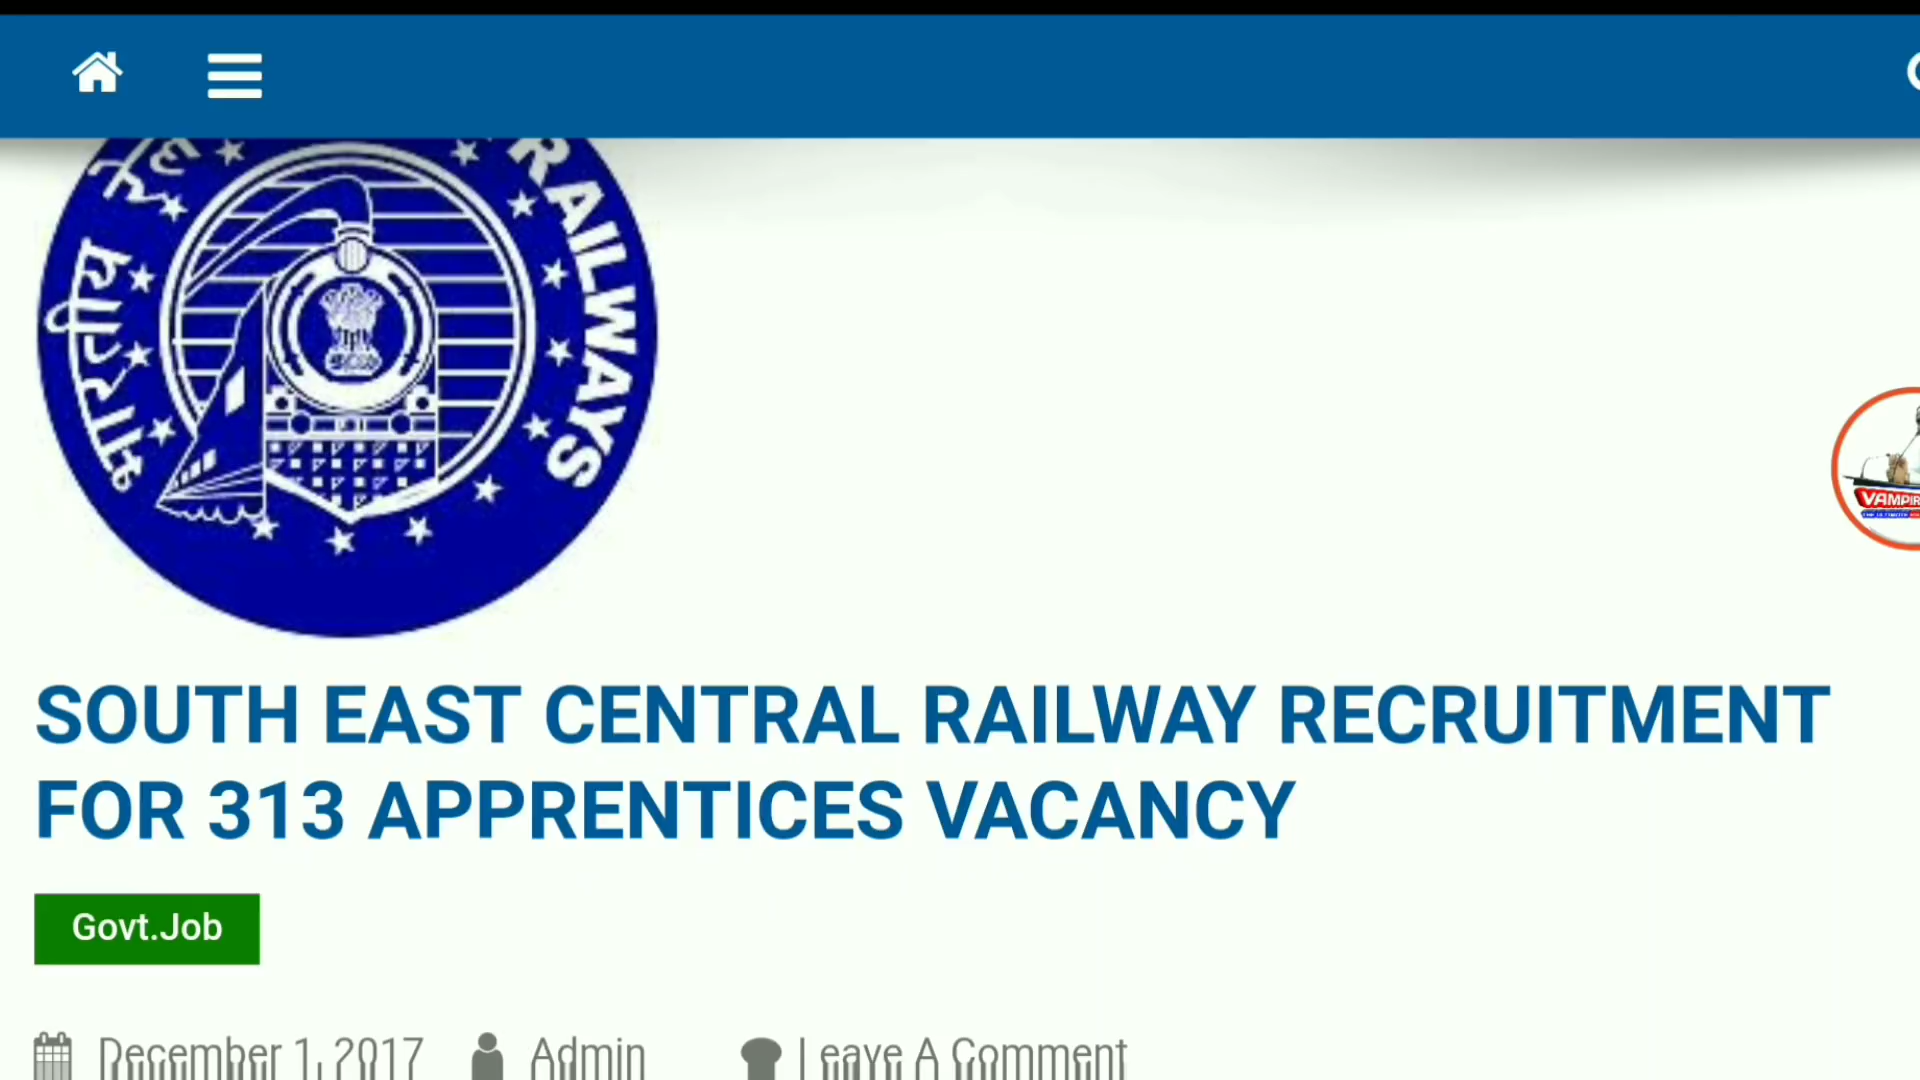 भारतीय रेल
RAILWAYS
SOUTH EAST CENTRAL RAILWAY RECRUITMENT
FOR 313 APPRENTICES VACANCY
Govt.Job
December 1, 2017 Admin Leave A Comment